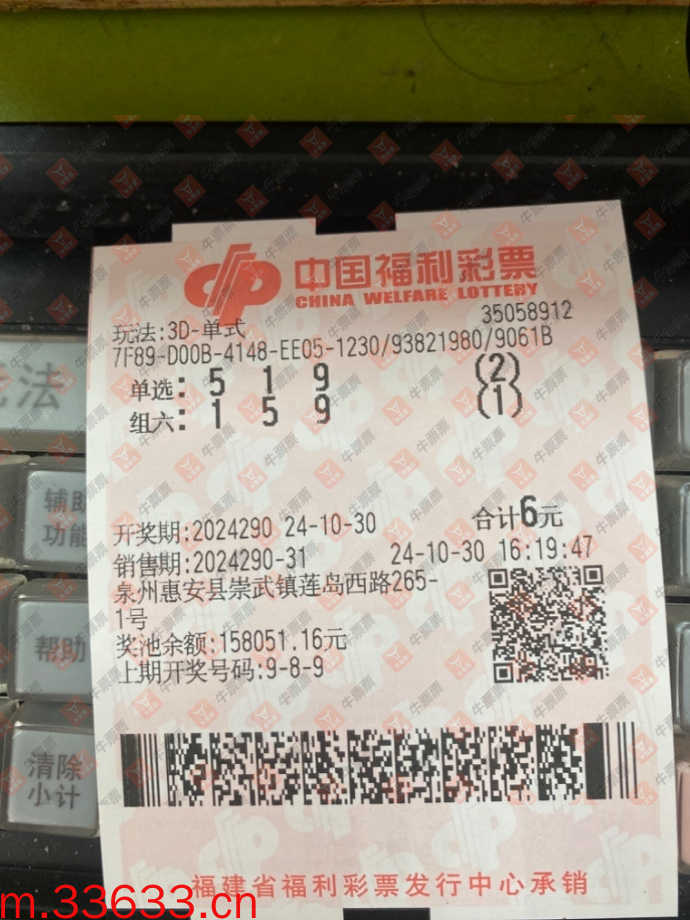 中国福利彩票
CHINA WELFARE LOTTERY
35058912
玩法:3D-单式
7F89-D00B-4148-EE05-1230/93821980/9061B
单选: 5 1 9 (2)
组六: 1 5 9 (1)
开奖期:2024290 24-10-30 合计6元
销售期:2024290-31 24-10-30 16:19:47
泉州惠安县崇武镇莲岛西路265-
1号
奖池余额:158051.16元
上期开奖号码:9-8-9
福建省福利彩票发行中心承销
m.33633.com.cn
玩法
辅助
功能
帮助
清除
小计
牛票票